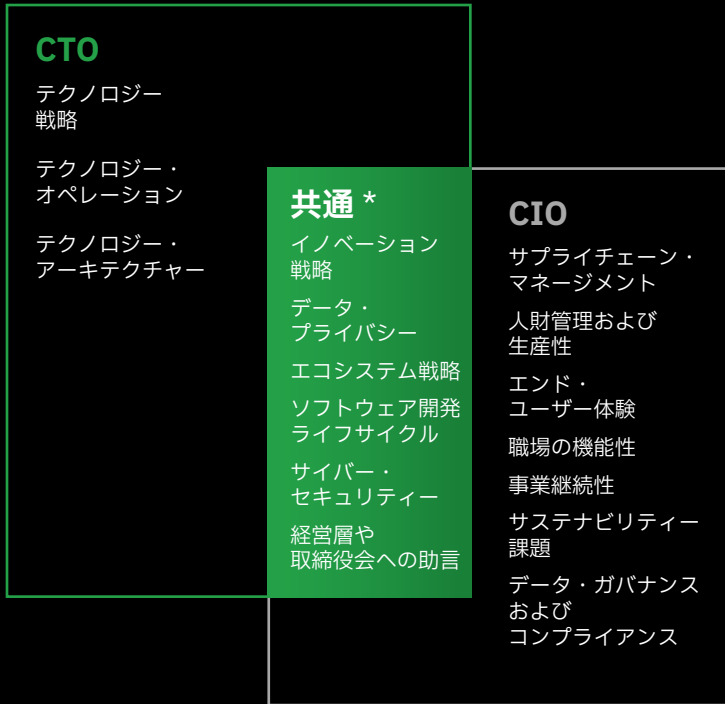 CTO
テクノロジー
戦略
テクノロジー・
オペレーション
テクノロジー・
アーキテクチャー
共通 *
イノベーション
戦略
データ・
プライバシー
エコシステム戦略
ソフトウェア開発
ライフサイクル
サイバー・
セキュリティー
経営層や
取締役会への助言
CIO
サプライチェーン・
マネージメント
人財管理および
生産性
エンド・
ユーザー体験
職場の機能性
事業継続性
サステナビリティー
課題
データ・ガバナンス
および
コンプライアンス